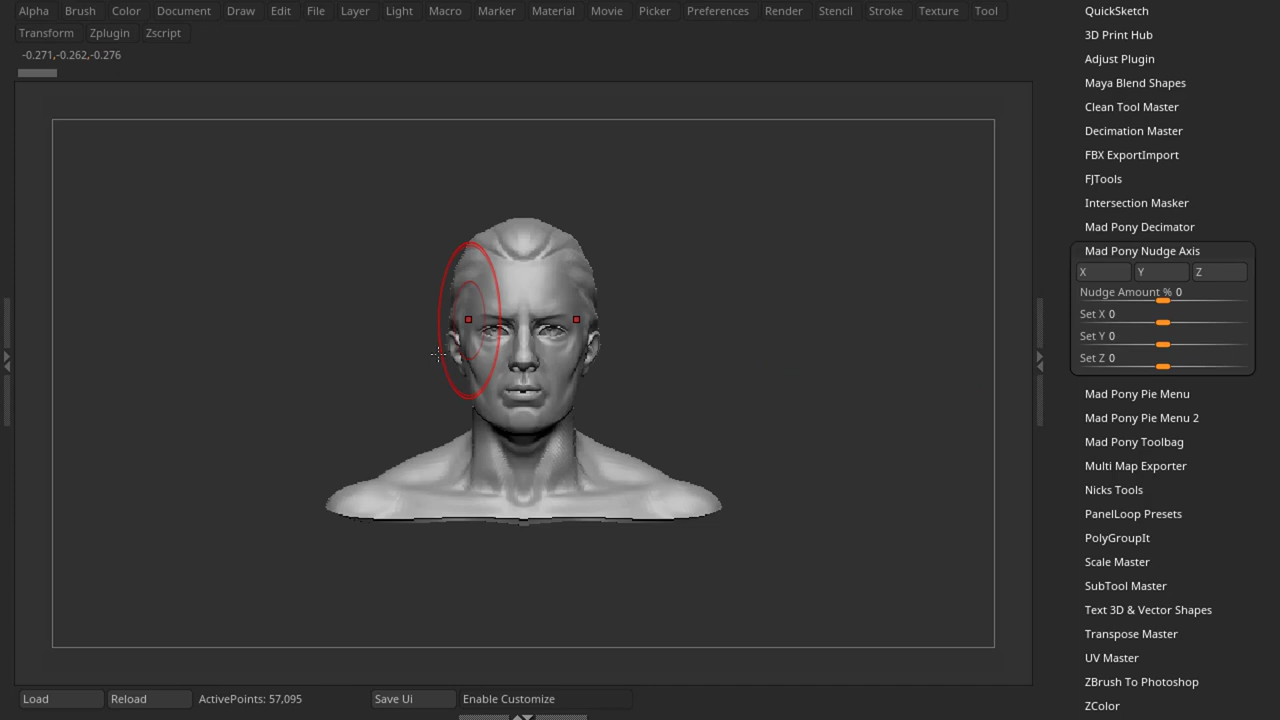 Alpha Brush Color Document Draw Edit File Layer Light Macro Marker Material Movie Picker Preferences Render Stencil Stroke Texture Tool
Transform Zplugin Zscript
-0.271,-0.262,-0.276
QuickSketch
3D Print Hub
Adjust Plugin
Maya Blend Shapes
Clean Tool Master
Decimation Master
FBX ExportImport
FJTools
Intersection Masker
Mad Pony Decimator
Mad Pony Nudge Axis
X Y Z
Nudge Amount % 0
Set X 0
Set Y 0
Set Z 0
Mad Pony Pie Menu
Mad Pony Pie Menu 2
Mad Pony Toolbag
Multi Map Exporter
Nicks Tools
PanelLoop Presets
PolyGroupIt
Scale Master
SubTool Master
Text 3D & Vector Shapes
Transpose Master
UV Master
ZBrush To Photoshop
ZColor
Load Reload ActivePoints: 57,095 Save Ui Enable Customize